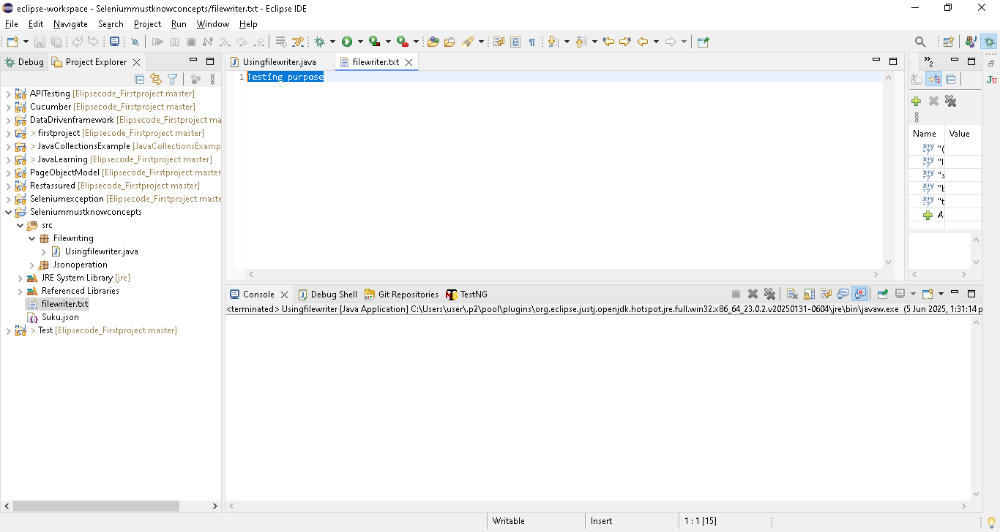 eclipse-workspace - Seleniummustknowconcepts/filewriter.txt - Eclipse IDE
File Edit Navigate Search Project Run Window Help
Debug Project Explorer
Usingfilewriter.java filewriter.txt
2
1 Testing purpose
APITesting [Elipsecode_Firstproject master]
Cucumber [Elipsecode_Firstproject master]
DataDrivenframework [Elipsecode_Firstproject ma
> firstproject [Elipsecode_Firstproject master]
> JavaCollectionsExample [JavaCollectionsExamp
> JavaLearning [Elipsecode_Firstproject master]
PageObjectModel [Elipsecode_Firstproject master
Restassured [Elipsecode_Firstproject master]
Seleniumexception [Elipsecode_Firstproject maste
Seleniummustknowconcepts
src
Filewriting
Usingfilewriter.java
Jsonoperation
JRE System Library [jre]
Referenced Libraries
filewriter.txt
Suku.json
> Test [Elipsecode_Firstproject master]
Name Value
"(
"l
"s
"b
"t
Console Debug Shell Git Repositories TestNG
<terminated> Usingfilewriter [Java Application] C:\Users\user\.p2\pool\plugins\org.eclipse.justj.openjdk.hotspot.jre.full.win32.x86_64_23.0.2.v20250131-0604\jre\bin\javaw.exe (5 Jun 2025, 1:31:14 p
Writable Insert 1 : 1 [15]